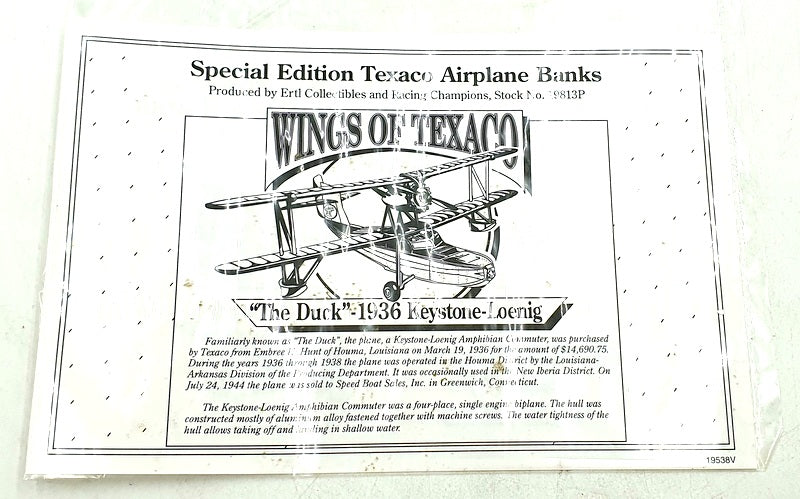 Special Edition Texaco Airplane Banks
Produced by Ertl Collectibles and Racing Champions, Stock No. 9813P
WINGS OF TEXACO
"The Duck"-1936 Keystone-Loenig
Familiarly known as "The Duck", the plane, a Keystone-Loenig Amphibian Commuter, was purchased
by Texaco from Embree Hunt of Houma, Louisiana on March 19, 1936 for the amount of $14,690.75.
During the years 1936 through 1938 the plane was operated in the Houma District by the Louisiana-
Arkansas Division of the Producing Department. It was occasionally used in the New Iberia District. On
July 24, 1944 the plane was sold to Speed Boat Sales, Inc. in Greenwich, Connecticut.
The Keystone-Loenig Amphibian Commuter was a four-place, single engine biplane. The hull was
constructed mostly of aluminum alloy fastened together with machine screws. The water tightness of the
hull allows taking off and landing in shallow water.
19538V